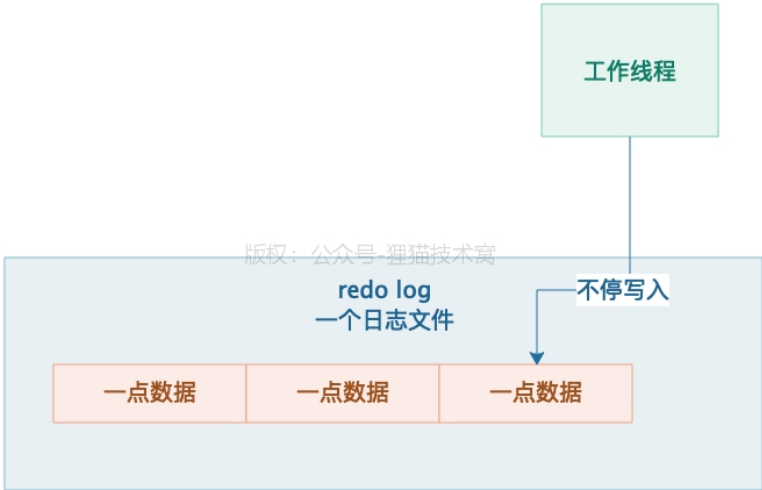 工作线程
版权：公众号-狸猫技术窝
redo log
不停写入
一个日志文件
一点数据
一点数据
一点数据